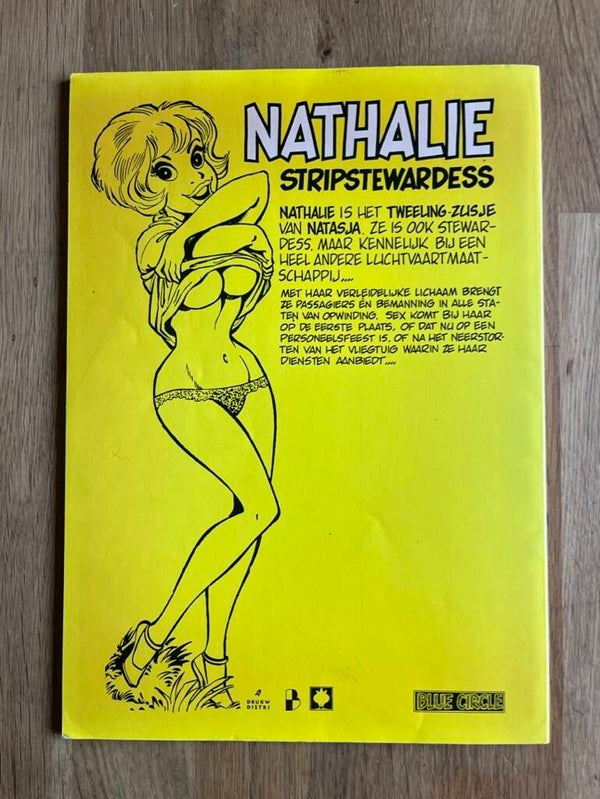 NATHALIE
STRIPSTEWARDESS
NATHALIE IS HET TWEELING-ZUSJE
VAN NATASJA. ZE IS OOK STEWAR-
DESS, MAAR KENNELIJK BIJ EEN
HEEL ANDERE LUCHTVAARTMAAT-
SCHAPPIJ....
MET HAAR VERLEIDELIJKE LICHAAM BRENGT
ZE PASSAGIERS EN BEMANNING IN ALLE STA-
TEN VAN OPWINDING. SEX KOMT BIJ HAAR
OP DE EERSTE PLAATS, OF DAT NU OP EEN
PERSONEELSFEEST IS, OF NA HET NEERSTOR-
TEN VAN HET VLIEGTUIG WAARIN ZE HAAR
DIENSTEN AANBIEDT....
DRUKW
DISTRI
B
BLUE CIRCLE